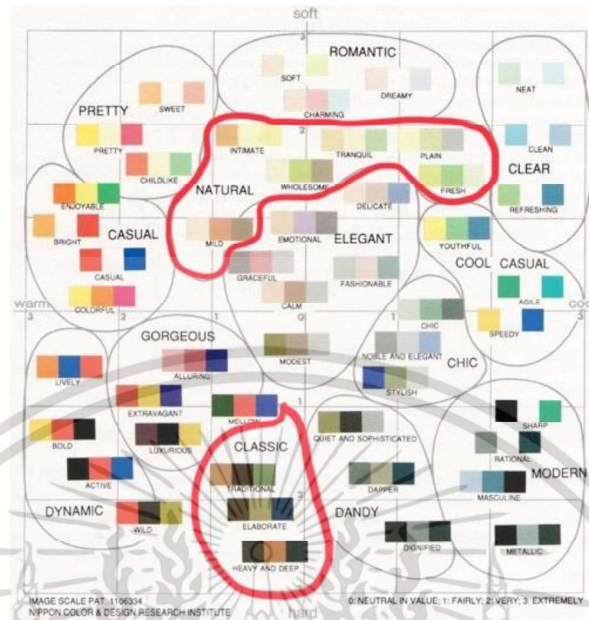 soft
3
ROMANTIC
SOFT
DREAMY
NEAT
PRETTY
SWEET
CHARMING
2
PRETTY
INTIMATE
TRANQUIL
PLAIN
CLEAN
CHILDLIKE
CLEAR
NATURAL
WHOLESOME
FRESH
ENJOYABLE
DELICATE
REFRESHING
BRIGHT
CASUAL
1
MILD
EMOTIONAL
ELEGANT
YOUTHFUL
CASUAL
GRACEFUL
FASHIONABLE
COOL CASUAL
COLORFUL
CALM
AGILE
warm
3
2
0
1
3
CHIC
SPEEDY
GORGEOUS
MODEST
NOBLE AND ELEGANT
CHIC
LIVELY
ALLURING
STYLISH
EXTRAVAGANT
MELLOW
1
SHARP
BOLD
LUXURIOUS
CLASSIC
QUIET AND SOPHISTICATED
RATIONAL
ACTIVE
TRADITIONAL
DAPPER
MASCULINE
MODERN
2
DYNAMIC
WILD
ELABORATE
DANDY
DIGNIFIED
METALLIC
HEAVY AND DEEP
IMAGE SCALE PAT: 1106334
0: NEUTRAL IN VALUE; 1: FAIRLY; 2: VERY; 3: EXTREMELY
NIPPON COLOR & DESIGN RESEARCH INSTITUTE
hard